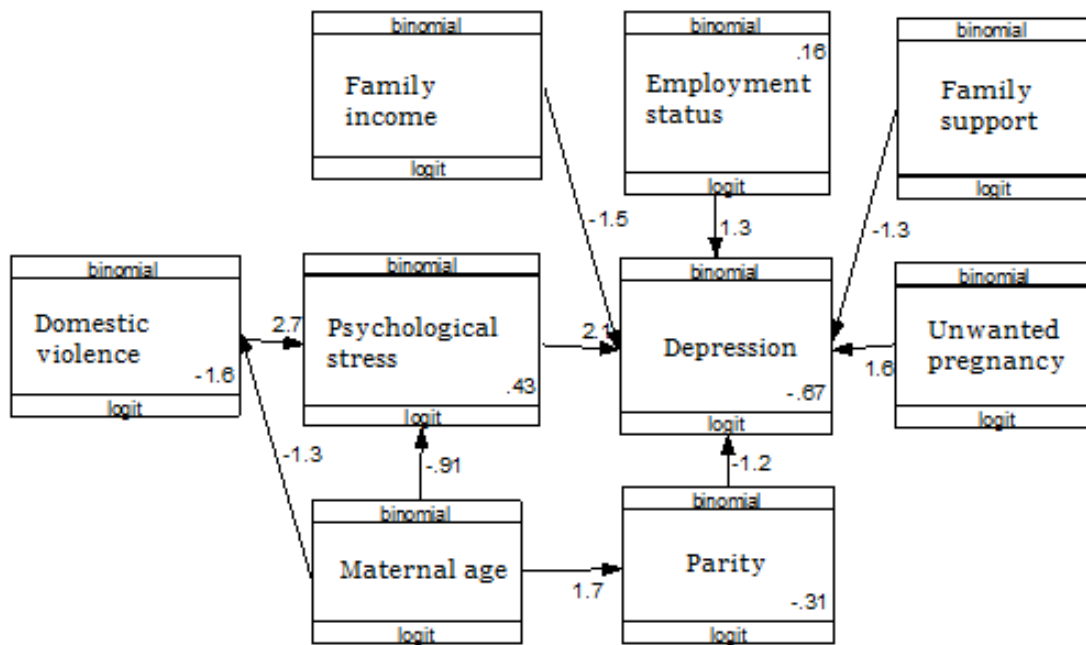 binomial
Family
income
logit
binomial
.16
Employment
status
logit
binomial
Family
support
logit
-1.5
1.3
-1.3
binomial
Domestic
violence
-1.6
logit
2.7
binomial
Psychological
stress
.43
logit
2.1
binomial
Depression
-.67
logit
binomial
Unwanted
pregnancy
logit
1.6
-1.3
-.91
-1.2
binomial
Maternal age
logit
1.7
binomial
Parity
-.31
logit